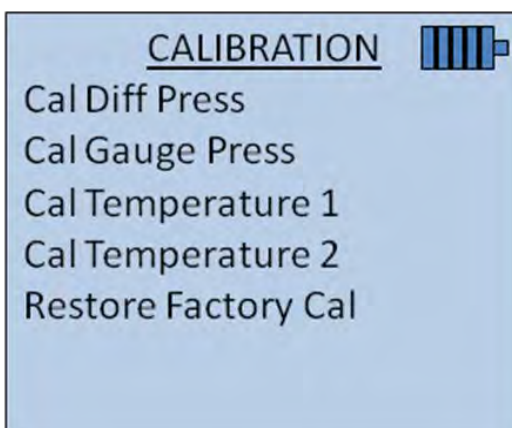 CALIBRATION
Cal Diff Press
Cal Gauge Press
Cal Temperature 1
Cal Temperature 2
Restore Factory Cal